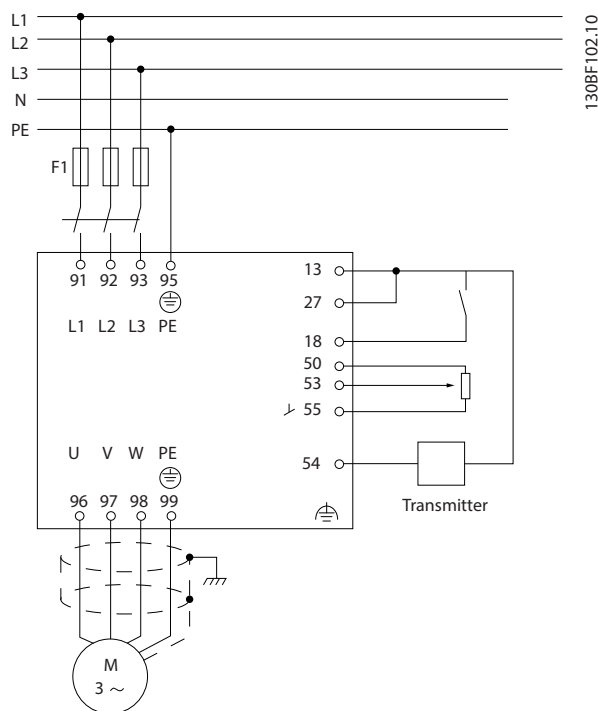 L1
L2
L3
N
PE
130BF102.10
F1
91 92 93 95
L1 L2 L3 PE
13
27
18
50
53
55
54
Transmitter
U V W PE
96 97 98 99
M
3 ~